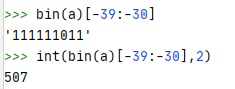 >>> bin(a)[-39:-30]
'111111011'
>>> int(bin(a)[-39:-30],2)
507